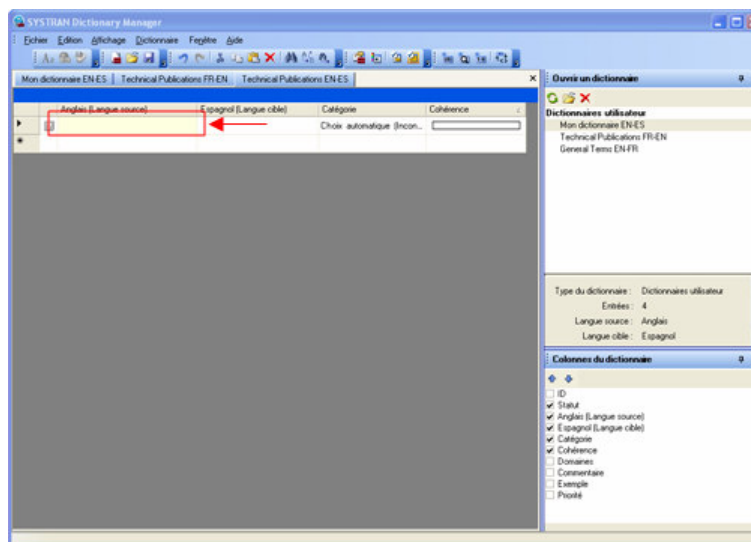 SYSTRAN Dictionary Manager
Fichier Edition Affichage Dictionnaire Fenêtre Aide
Mon dictionnaire EN-ES Technical Publications FR-EN Technical Publications EN-ES
Anglais (Langue source) Espagnol (Langue cible) Catégorie Cohérence
Choix automatique (Incon...
Ouvrir un dictionnaire
Dictionnaires utilisateur
Mon dictionnaire EN-ES
Technical Publications FR-EN
General Terms EN-FR
Type du dictionnaire : Dictionnaires utilisateur
Entrées : 4
Langue source : Anglais
Langue cible : Espagnol
Colonnes du dictionnaire
ID
Statut
Anglais (Langue source)
Espagnol (Langue cible)
Catégorie
Cohérence
Domaines
Commentaire
Exemple
Priorité